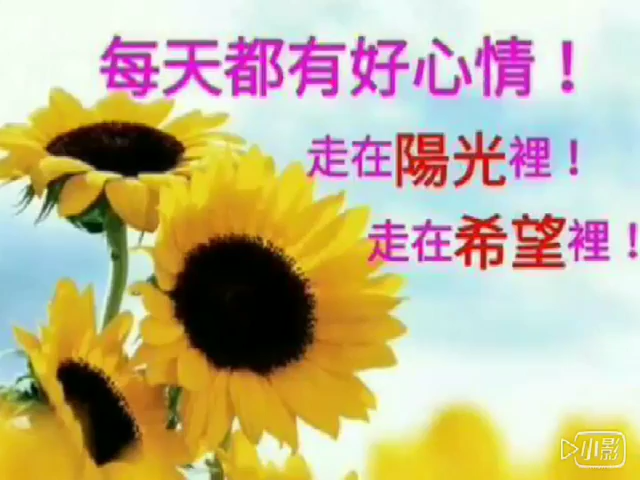 每天都有好心情！
走在陽光裡！
走在希望裡！
小影